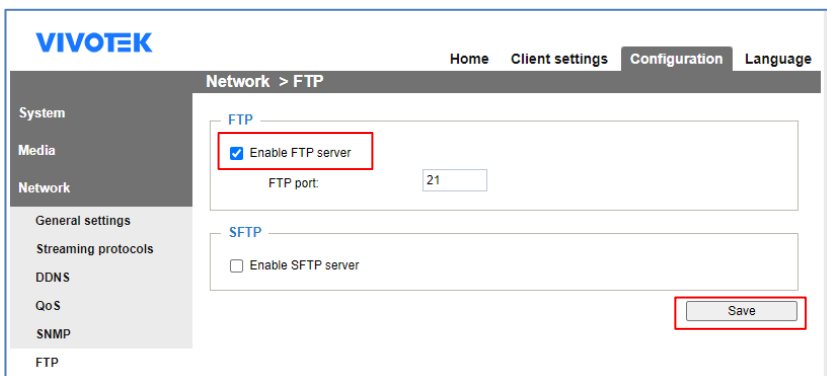 VIVOTEK
Home Client settings Configuration Language
Network > FTP
System
Media
Network
General settings
Streaming protocols
DDNS
QoS
SNMP
FTP
FTP
Enable FTP server
FTP port: 21
SFTP
Enable SFTP server
Save